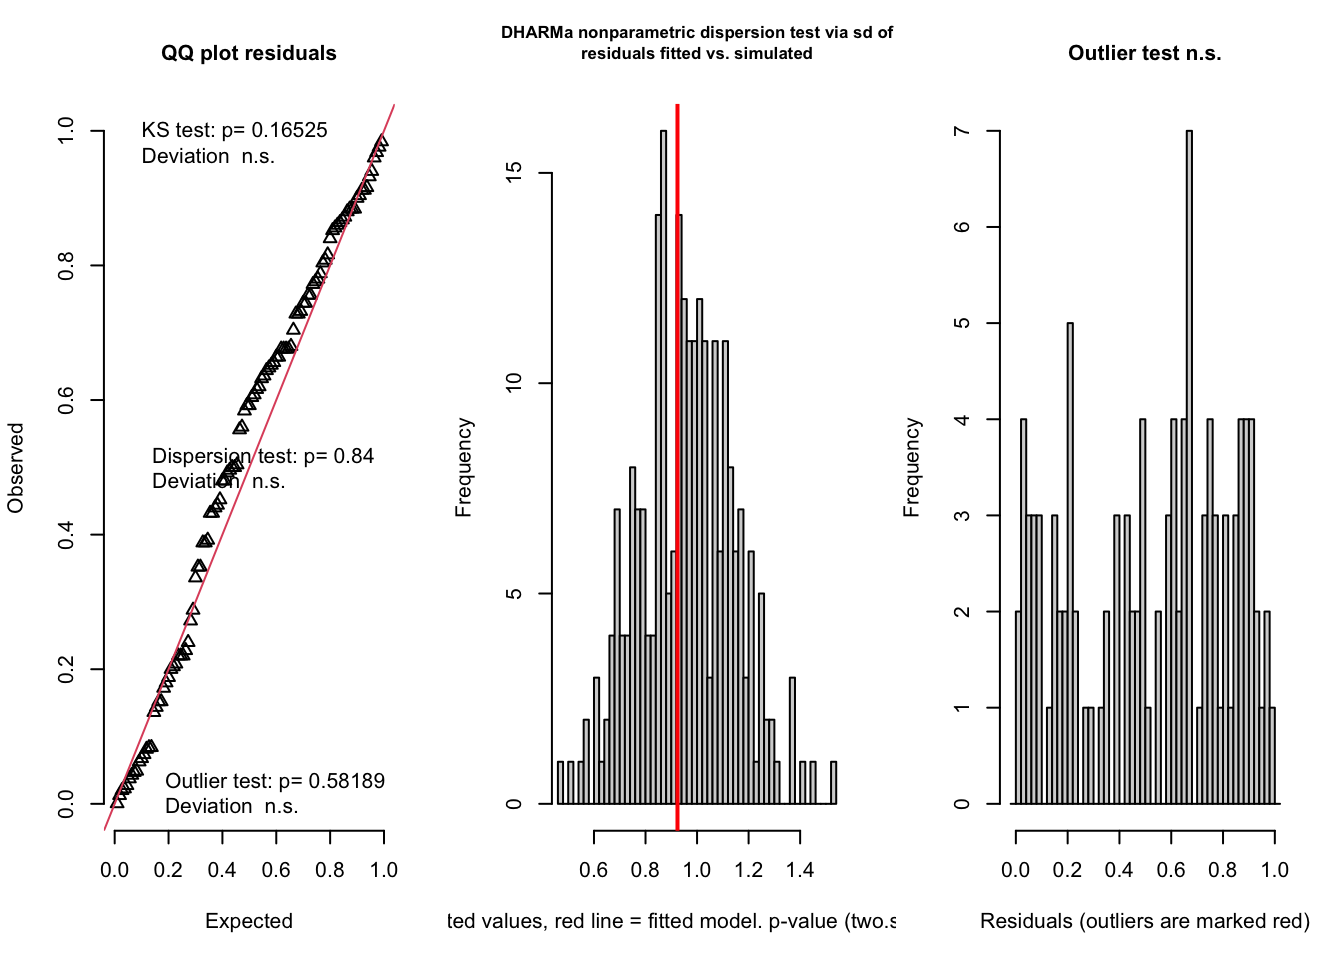 QQ plot residuals
KS test: p= 0.16525
Deviation n.s.
Dispersion test: p= 0.84
Deviation n.s.
Outlier test: p= 0.58189
Deviation n.s.
Observed
0.0 0.2 0.4 0.6 0.8 1.0
0.0 0.2 0.4 0.6 0.8 1.0
Expected
DHARMa nonparametric dispersion test via sd of
residuals fitted vs. simulated
Frequency
0 5 10 15
0.6 0.8 1.0 1.2 1.4
ted values, red line = fitted model. p-value (two.s
Outlier test n.s.
Frequency
0 1 2 3 4 5 6 7
0.0 0.2 0.4 0.6 0.8 1.0
Residuals (outliers are marked red)